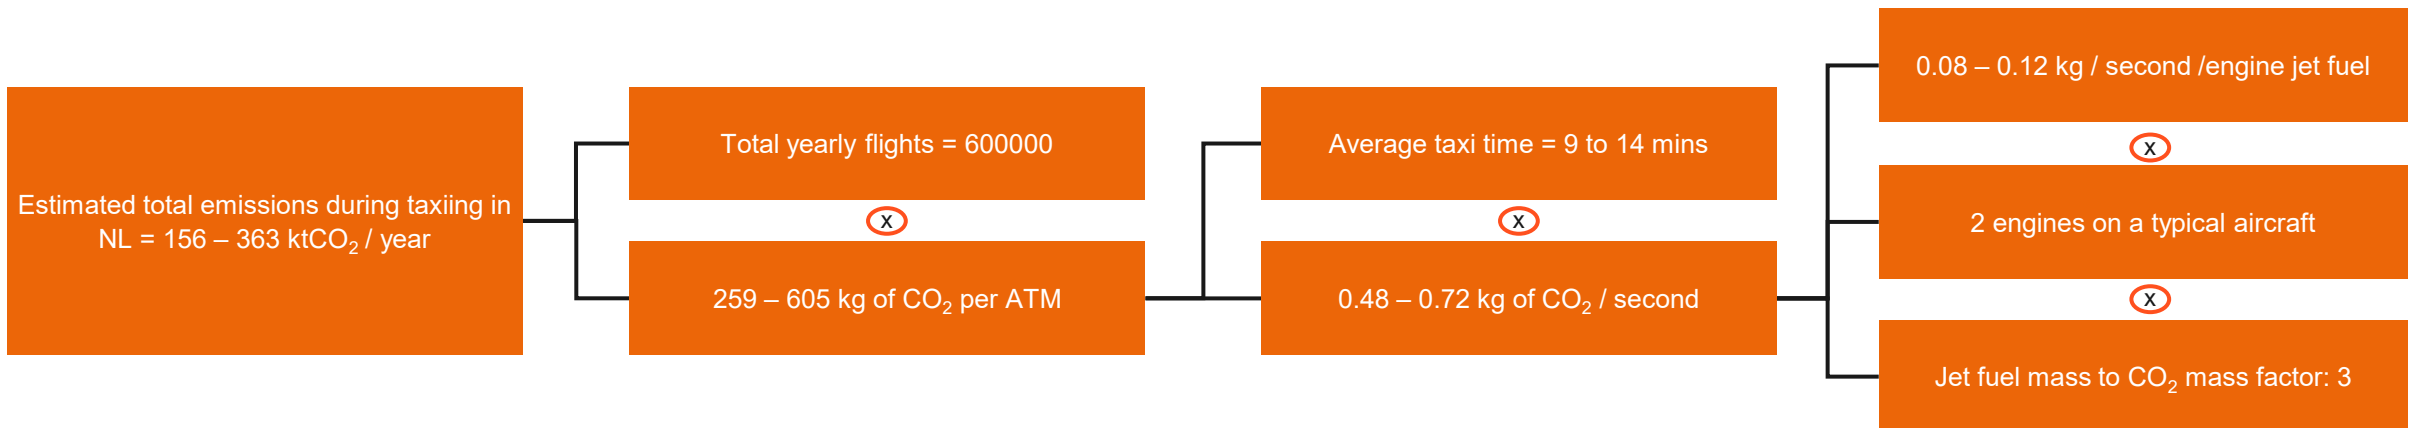 Estimated total emissions during taxiing in
NL = 156 – 363 ktCO₂ / year
Total yearly flights = 600000
x
259 – 605 kg of CO₂ per ATM
Average taxi time = 9 to 14 mins
x
0.48 – 0.72 kg of CO₂ / second
0.08 – 0.12 kg / second /engine jet fuel
x
2 engines on a typical aircraft
x
Jet fuel mass to CO₂ mass factor: 3